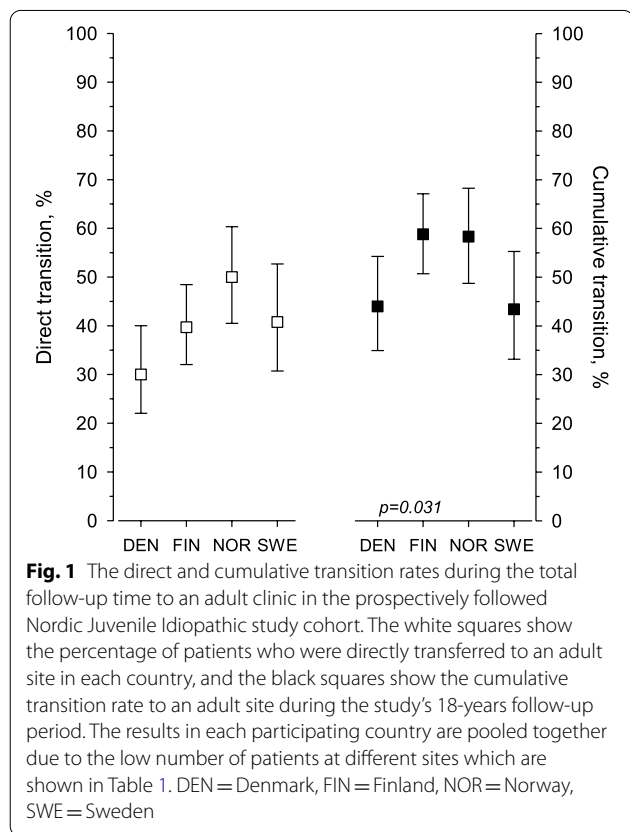 100 100
90 90
80 80
70 70
60 60
50 50
40 40
30 30
20 20
10 10
0 0
Direct transition, %
Cumulative transition, %
p=0.031
DEN FIN NOR SWE DEN FIN NOR SWE
Fig. 1 The direct and cumulative transition rates during the total
follow-up time to an adult clinic in the prospectively followed
Nordic Juvenile Idiopathic study cohort. The white squares show
the percentage of patients who were directly transferred to an adult
site in each country, and the black squares show the cumulative
transition rate to an adult site during the study's 18-years follow-up
period. The results in each participating country are pooled together
due to the low number of patients at different sites which are
shown in Table 1. DEN = Denmark, FIN = Finland, NOR = Norway,
SWE = Sweden